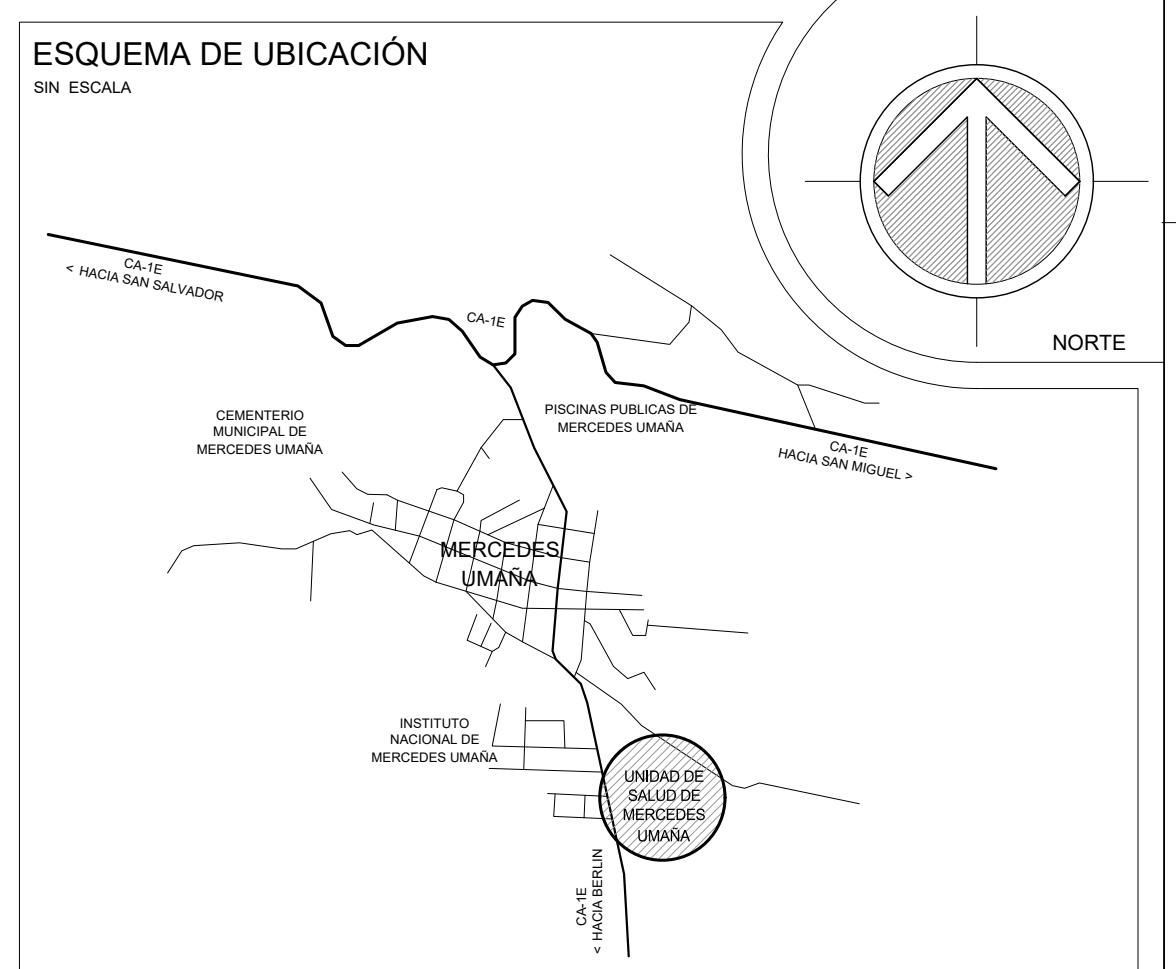 ESQUEMA DE UBICACIÓN
SIN ESCALA
NORTE
CA-1E
< HACIA SAN SALVADOR
CA-1E
CEMENTERIO
MUNICIPAL DE
MERCEDES UMAÑA
PISCINAS PUBLICAS DE
MERCEDES UMAÑA
CA-1E
HACIA SAN MIGUEL >
MERCEDES
UMAÑA
INSTITUTO
NACIONAL DE
MERCEDES UMAÑA
UNIDAD DE
SALUD DE
MERCEDES
UMAÑA
CA-1E
< HACIA BERLIN